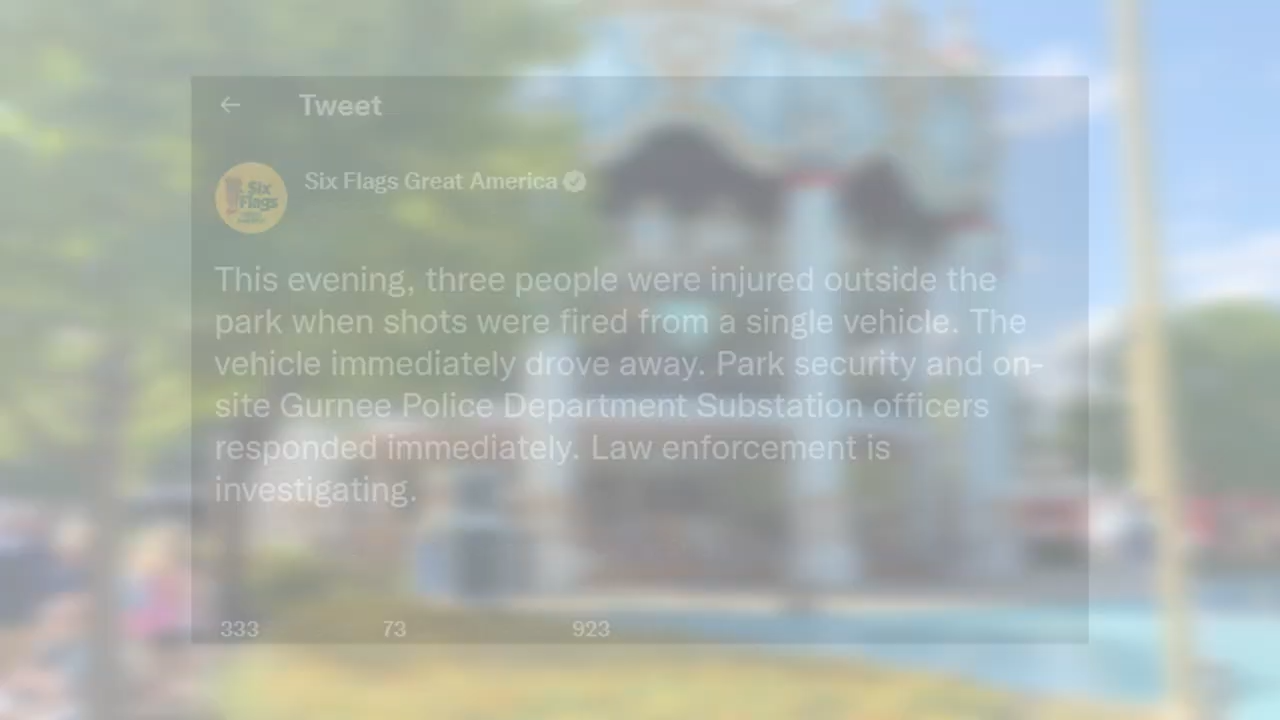 Tweet
Six Flags Great America
Six
Flags
This evening, three people were injured outside the
park when shots were fired from a single vehicle. The
vehicle immediately drove away. Park security and on-
site Gurnee Police Department Substation officers
responded immediately. Law enforcement is
investigating.
333 73 923